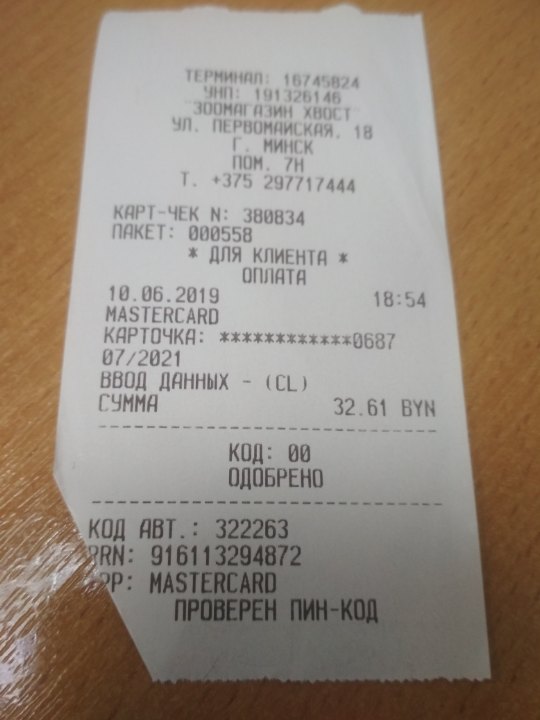 ТЕРМИНАЛ: 16745824
УНП: 191326146
ЗООМАГАЗИН ХВОСТ
УЛ. ПЕРВОМАЙСКАЯ, 18
Г. МИНСК
ПОМ. 7Н
Т. +375 297717444
КАРТ-ЧЕК N: 380834
ПАКЕТ: 000558
* ДЛЯ КЛИЕНТА *
ОПЛАТА
10.06.2019 18:54
MASTERCARD
КАРТОЧКА: ************0687
07/2021
ВВОД ДАННЫХ - (CL)
СУММА 32.61 BYN
КОД: 00
ОДОБРЕНО
КОД АВТ.: 322263
RRN: 916113294872
PP: MASTERCARD
ПРОВЕРЕН ПИН-КОД